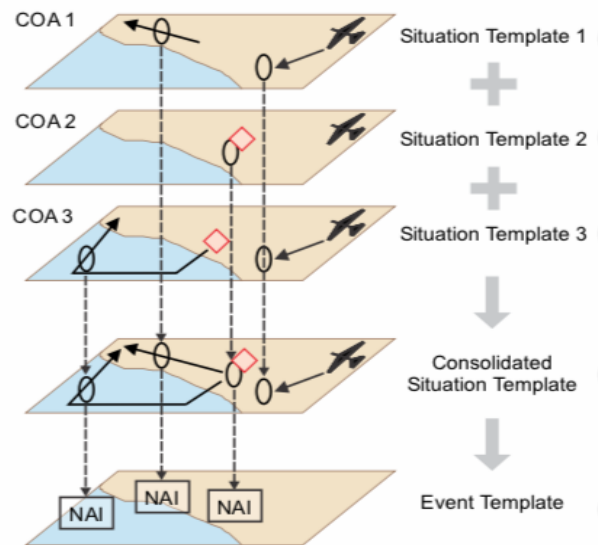 COA 1
Situation Template 1
COA 2
Situation Template 2
COA 3
Situation Template 3
Consolidated
Situation Template
NAI
NAI
NAI
Event Template